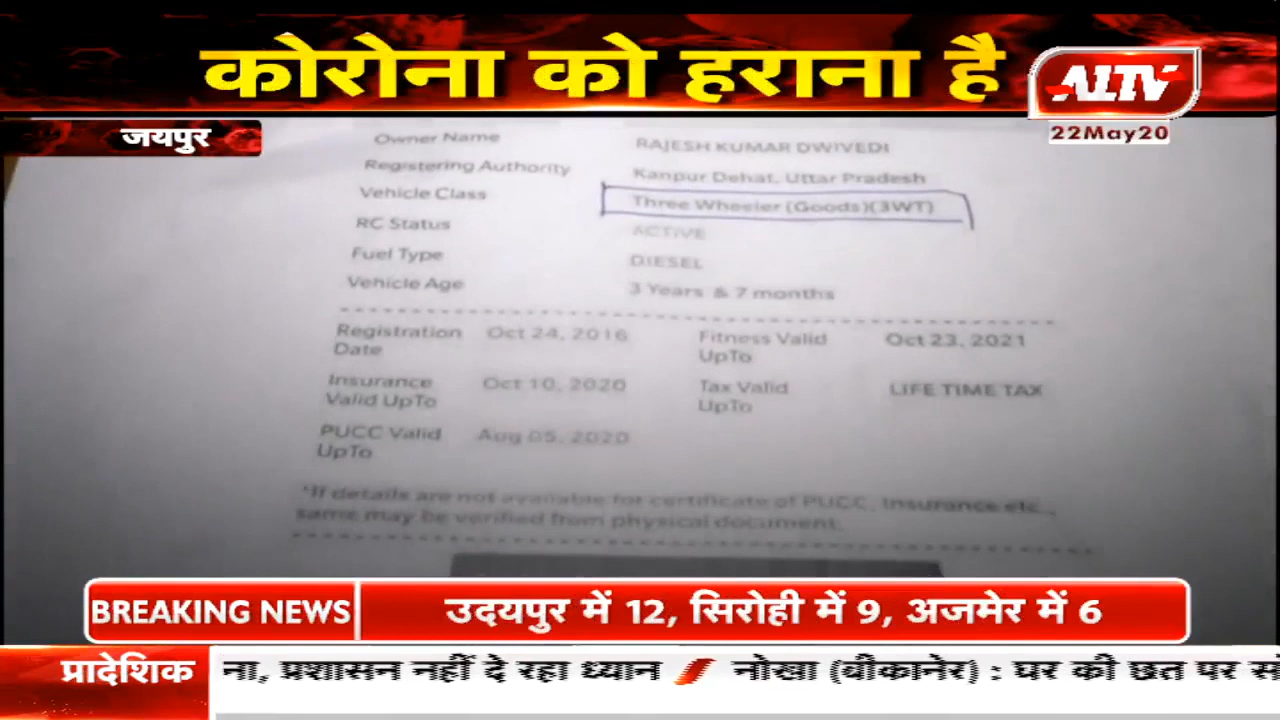 कोरोना को हराना है
ALTV
22May20
जयपुर
Owner Name RAJESH KUMAR DWIVEDI
Registering Authority Kanpur Dehat, Uttar Pradesh
Vehicle Class Three Wheeler (Goods)(3WT)
RC Status ACTIVE
Fuel Type DIESEL
Vehicle Age 3 Years & 7 months
Registration Date Oct 24, 2016 Fitness Valid UpTo Oct 23, 2021
Insurance Valid UpTo Oct 10, 2020 Tax Valid UpTo LIFE TIME TAX
PUCC Valid UpTo Aug 05, 2020
*If details are not available for certificate of PUCC, Insurance etc.,
same may be verified from physical document.
BREAKING NEWS उदयपुर में 12, सिरोही में 9, अजमेर में 6
प्रादेशिक ना, प्रशासन नहीं दे रहा ध्यान नोखा (बीकानेर) : घर की छत पर